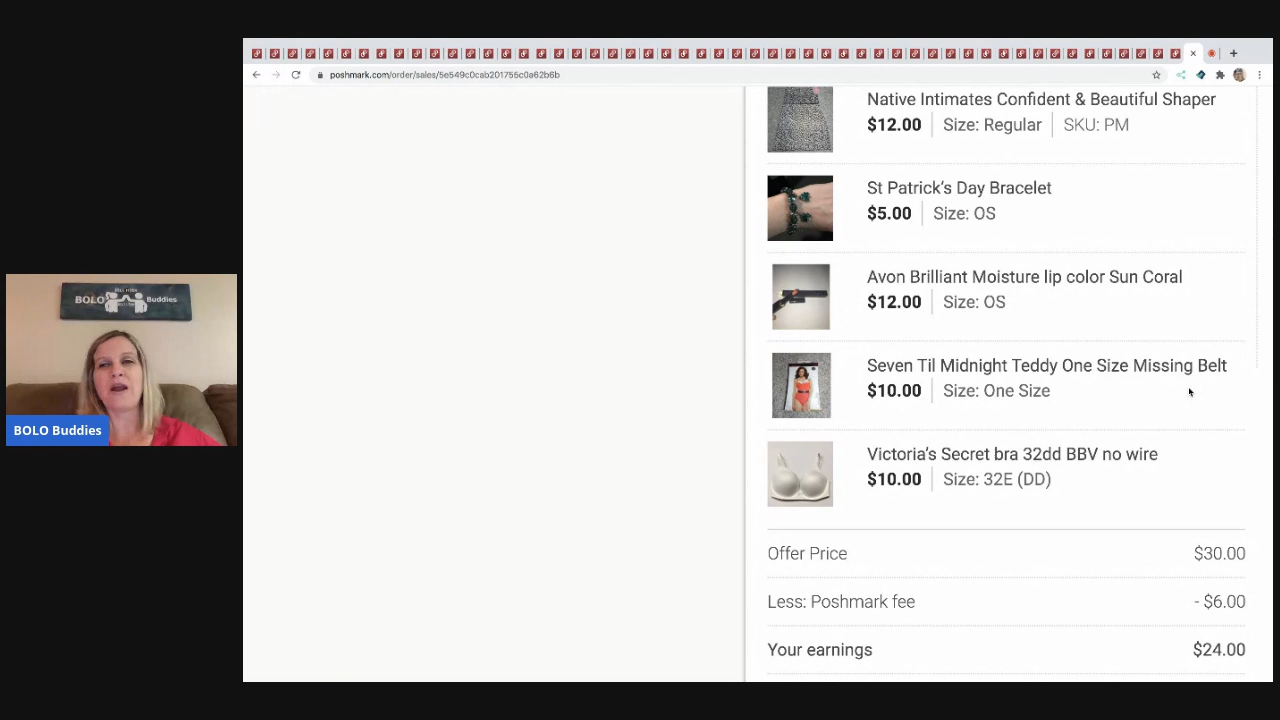 poshmark.com/order/sales/5e549c0cab201755c0a62b6b
Native Intimates Confident & Beautiful Shaper
$12.00 Size: Regular SKU: PM
St Patrick's Day Bracelet
$5.00 Size: OS
Avon Brilliant Moisture lip color Sun Coral
$12.00 Size: OS
Seven Til Midnight Teddy One Size Missing Belt
$10.00 Size: One Size
Victoria's Secret bra 32dd BBV no wire
$10.00 Size: 32E (DD)
Offer Price $30.00
Less: Poshmark fee - $6.00
Your earnings $24.00
BOLO Buddies
BOLO Buddies